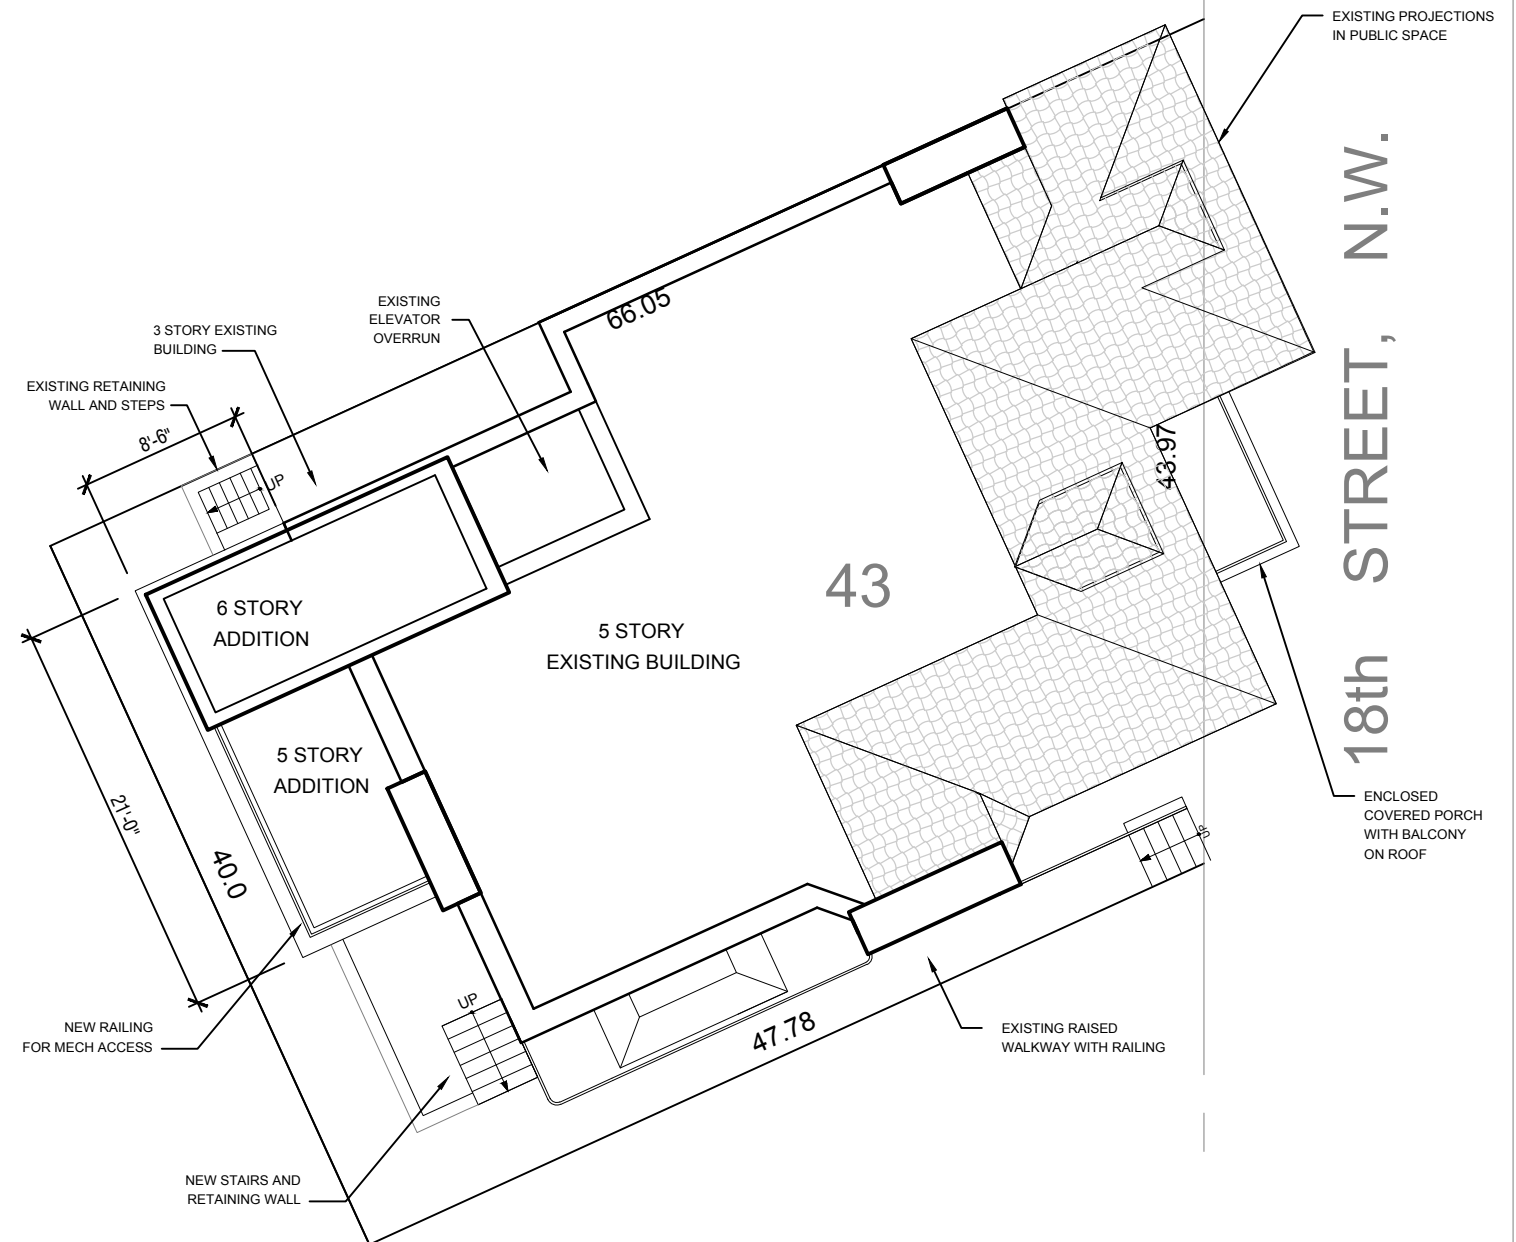 EXISTING PROJECTIONS
IN PUBLIC SPACE
18th STREET, N.W.
EXISTING
ELEVATOR
OVERRUN
66.05
3 STORY EXISTING
BUILDING
EXISTING RETAINING
WALL AND STEPS
8'-6"
UP
43.97
43
6 STORY
ADDITION
5 STORY
EXISTING BUILDING
5 STORY
ADDITION
21'-0"
40.0
ENCLOSED
COVERED PORCH
WITH BALCONY
ON ROOF
UP
UP
NEW RAILING
FOR MECH ACCESS
47.78
EXISTING RAISED
WALKWAY WITH RAILING
NEW STAIRS AND
RETAINING WALL